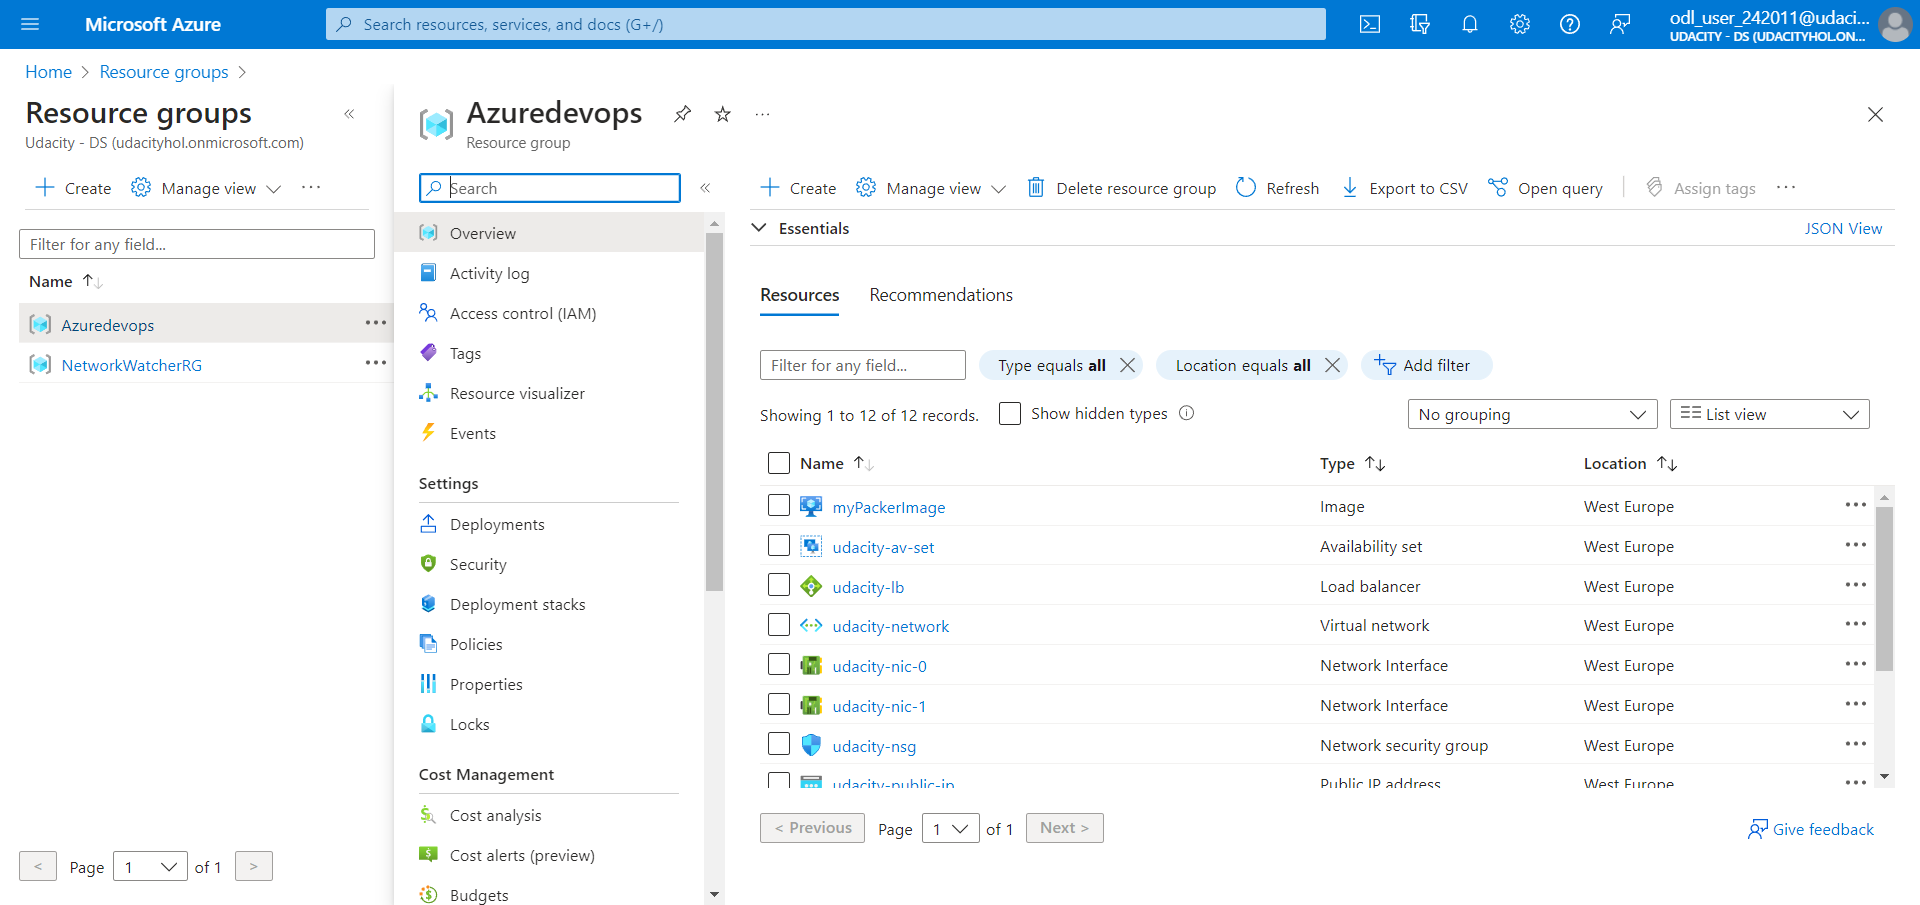 Microsoft Azure
Search resources, services, and docs (G+/)
odl_user_242011@udaci...
UDACITY - DS (UDACITYHOL.ON...
Home > Resource groups >
Resource groups
Udacity - DS (udacityhol.onmicrosoft.com)
Create
Manage view
Filter for any field...
Name
Azuredevops
NetworkWatcherRG
< Page 1 of 1 >
Azuredevops
Resource group
Search
Overview
Activity log
Access control (IAM)
Tags
Resource visualizer
Events
Settings
Deployments
Security
Deployment stacks
Policies
Properties
Locks
Cost Management
Cost analysis
Cost alerts (preview)
Budgets
Create
Manage view
Delete resource group
Refresh
Export to CSV
Open query
Assign tags
Essentials
JSON View
Resources
Recommendations
Filter for any field...
Type equals all
Location equals all
Add filter
Showing 1 to 12 of 12 records.
Show hidden types
No grouping
List view
Name Type Location
myPackerImage Image West Europe
udacity-av-set Availability set West Europe
udacity-lb Load balancer West Europe
udacity-network Virtual network West Europe
udacity-nic-0 Network Interface West Europe
udacity-nic-1 Network Interface West Europe
udacity-nsg Network security group West Europe
udacity-public-ip Public IP address West Europe
< Previous Page 1 of 1 Next >
Give feedback